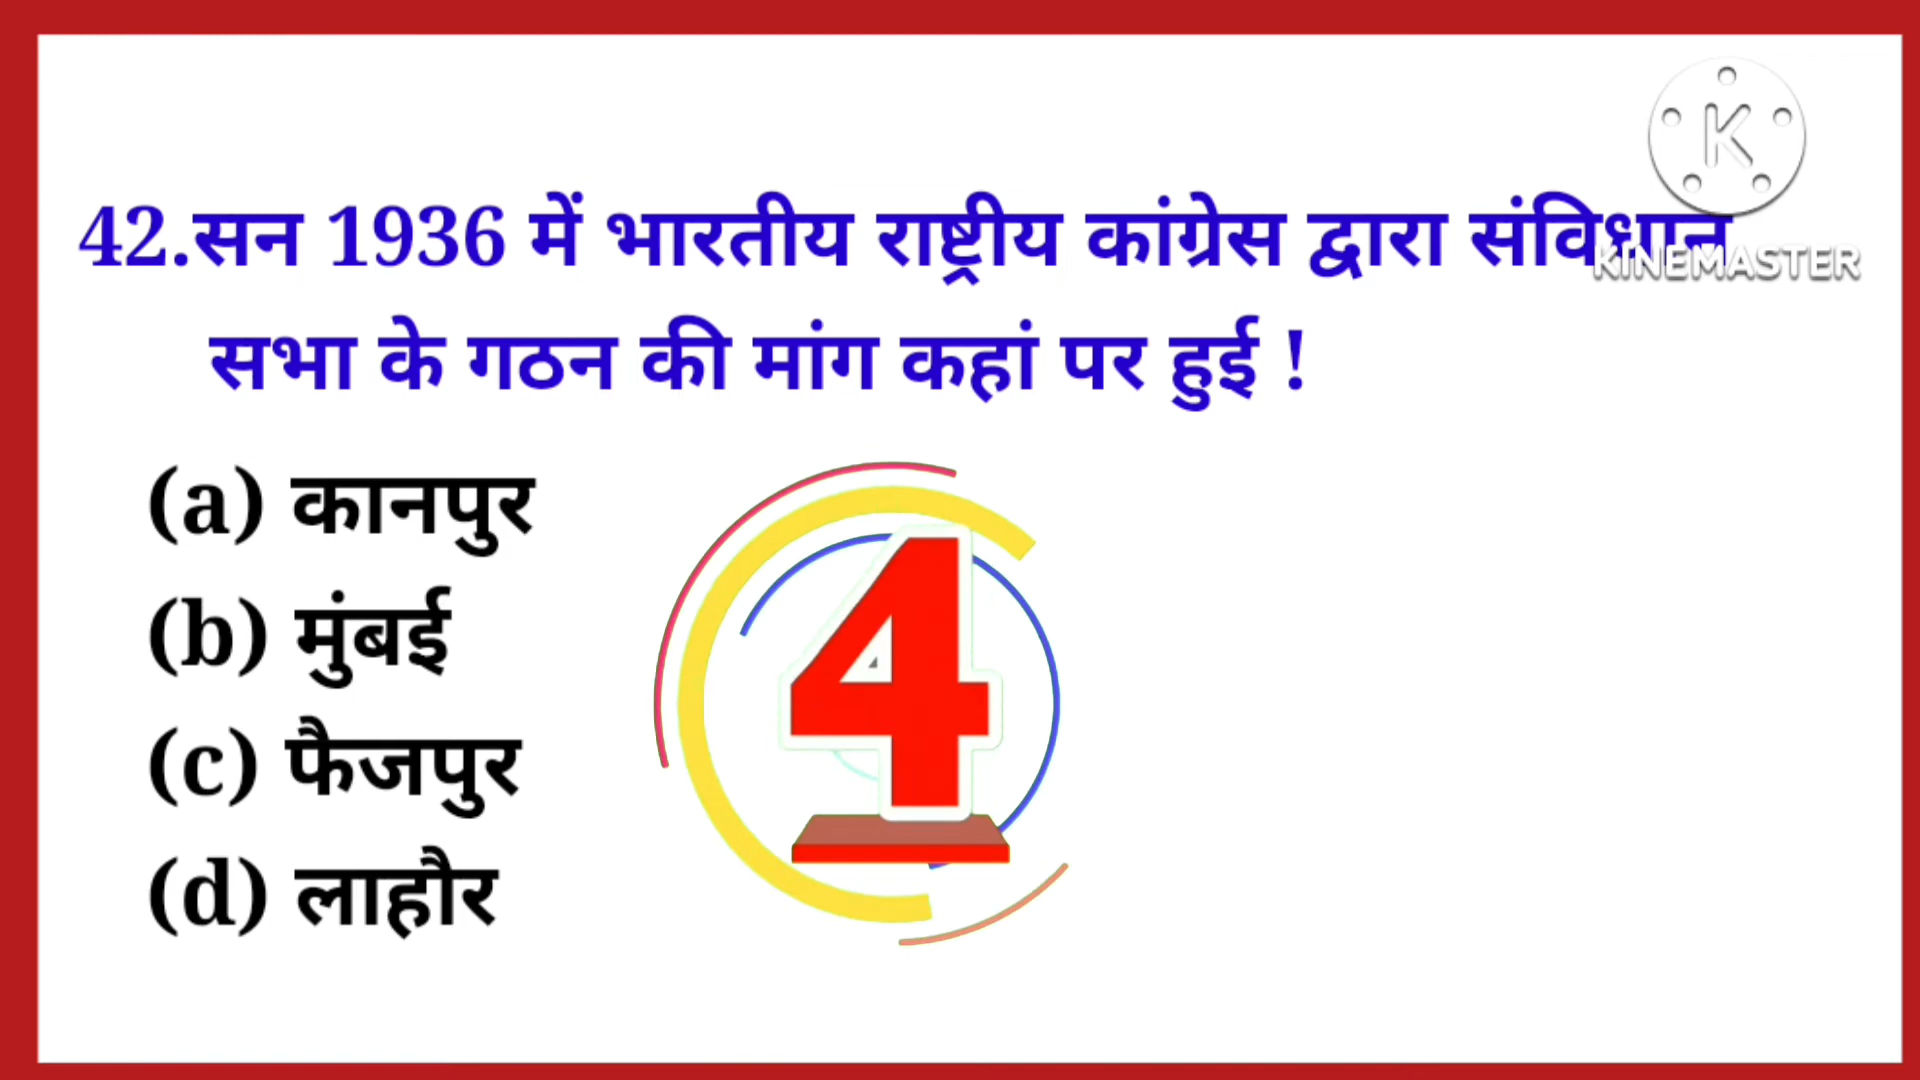 K
42.सन 1936 में भारतीय राष्ट्रीय कांग्रेस द्वारा संविधान
KINEMASTER
सभा के गठन की मांग कहां पर हुई !
(a) कानपुर
(b) मुंबई
(c) फैजपुर
(d) लाहौर
4